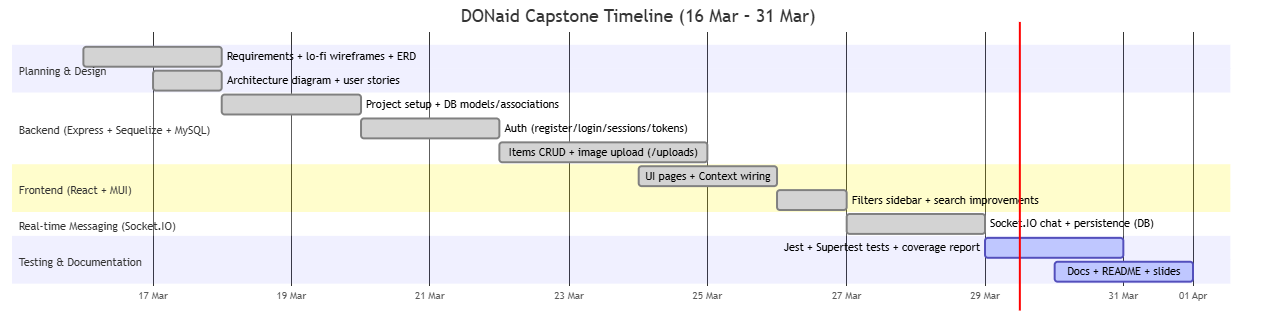 DONaid Capstone Timeline (16 Mar - 31 Mar)
Planning & Design
Requirements + lo-fi wireframes + ERD
Architecture diagram + user stories
Backend (Express + Sequelize + MySQL)
Project setup + DB models/associations
Auth (register/login/sessions/tokens)
Items CRUD + image upload (/uploads)
Frontend (React + MUI)
UI pages + Context wiring
Filters sidebar + search improvements
Real-time Messaging (Socket.IO)
Socket.IO chat + persistence (DB)
Testing & Documentation
Jest + Supertest tests + coverage report
Docs + README + slides
17 Mar 19 Mar 21 Mar 23 Mar 25 Mar 27 Mar 29 Mar 31 Mar 01 Apr